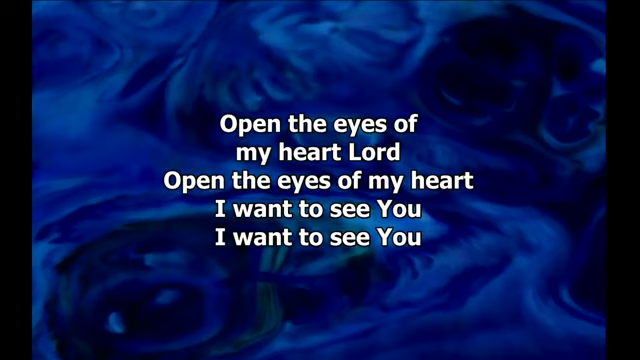 Open the eyes of
my heart Lord
Open the eyes of my heart
I want to see You
I want to see You